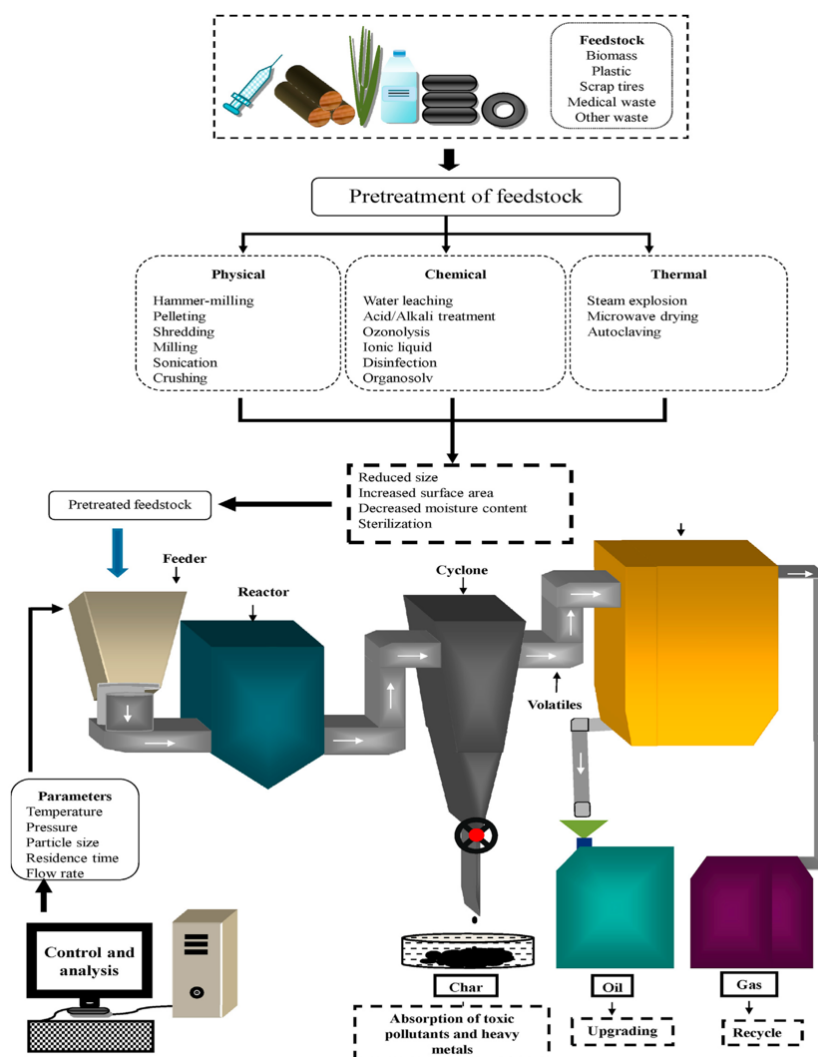 Feedstock
Biomass
Plastic
Scrap tires
Medical waste
Other waste
Pretreatment of feedstock
Physical
Hammer-milling
Pelleting
Shredding
Milling
Sonication
Crushing
Chemical
Water leaching
Acid/Alkali treatment
Ozonolysis
Ionic liquid
Disinfection
Organosolv
Thermal
Steam explosion
Microwave drying
Autoclaving
Reduced size
Increased surface area
Decreased moisture content
Sterilization
Pretreated feedstock
Feeder
Reactor
Cyclone
Volatiles
Parameters
Temperature
Pressure
Particle size
Residence time
Flow rate
Control and
analysis
Char
Absorption of toxic
pollutants and heavy
metals
Oil
Upgrading
Gas
Recycle